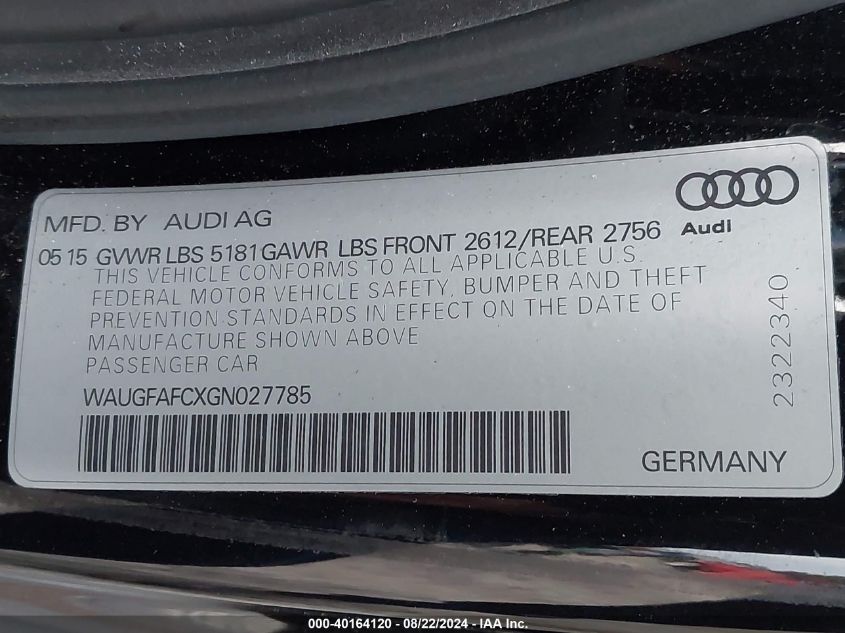 MFD. BY AUDI AG
Audi
05 15 GVWR LBS 5181 GAWR LBS FRONT 2612/REAR 2756
THIS VEHICLE CONFORMS TO ALL APPLICABLE U.S.
FEDERAL MOTOR VEHICLE SAFETY, BUMPER AND THEFT
PREVENTION STANDARDS IN EFFECT ON THE DATE OF
MANUFACTURE SHOWN ABOVE
PASSENGER CAR
WAUGFAFCXGN027785
2322340
GERMANY
000-40164120 - 08/22/2024 - IAA Inc.